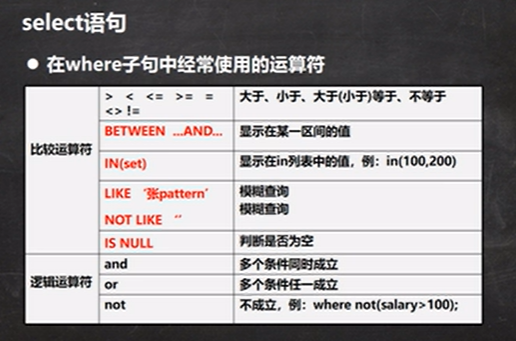 select语句
● 在where子句中经常使用的运算符
比较运算符
> < <= >= =
<> !=
大于、小于、大于(小于)等于、不等于
BETWEEN ...AND...
显示在某一区间的值
IN(set)
显示在in列表中的值，例：in(100,200)
LIKE ‘张pattern’
NOT LIKE ‘’
模糊查询
模糊查询
IS NULL
判断是否为空
逻辑运算符
and
多个条件同时成立
or
多个条件任一成立
not
不成立，例：where not(salary>100);